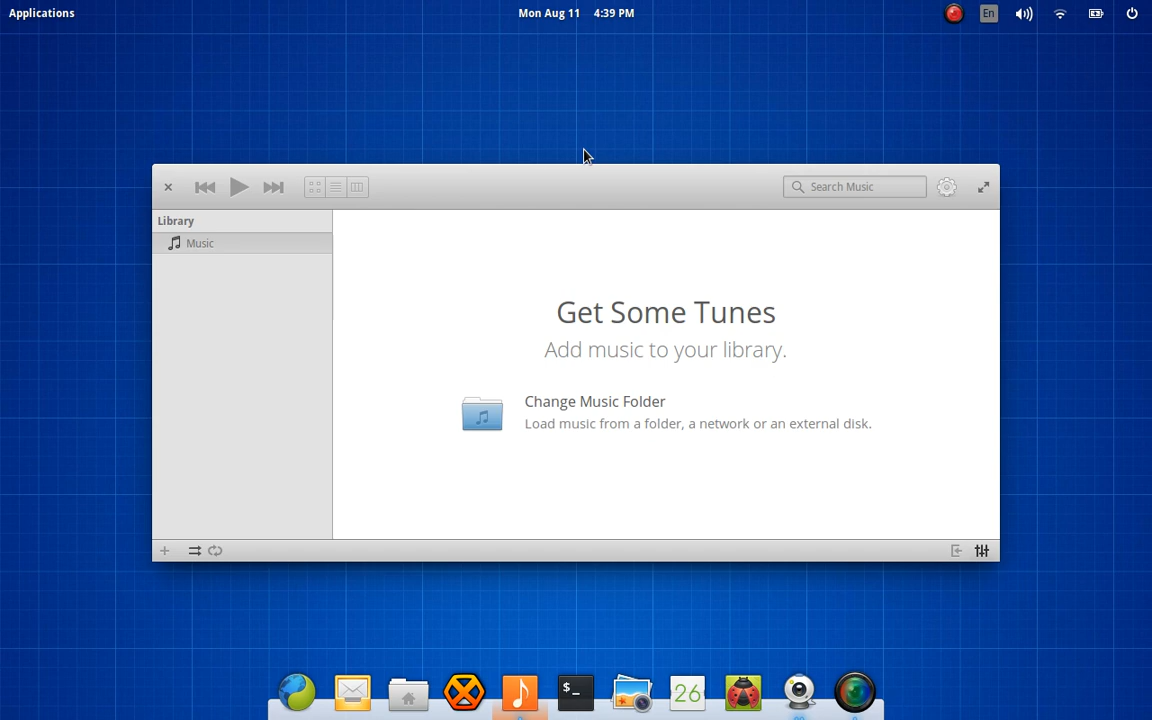 Applications
Mon Aug 11 4:39 PM
En
Search Music
Library
Music
Get Some Tunes
Add music to your library.
Change Music Folder
Load music from a folder, a network or an external disk.
>_
26